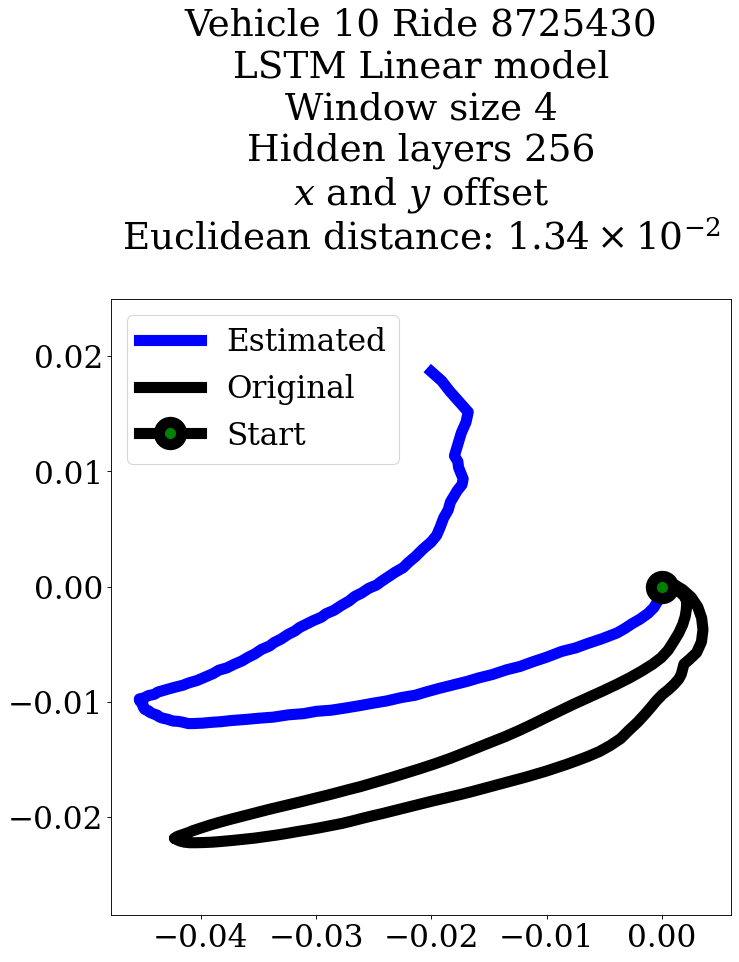 Vehicle 10 Ride 8725430
LSTM Linear model
Window size 4
Hidden layers 256
x and y offset
Euclidean distance: 1.34 × 10⁻²
Estimated
Original
Start
0.02
0.01
0.00
−0.01
−0.02
−0.04 −0.03 −0.02 −0.01 0.00